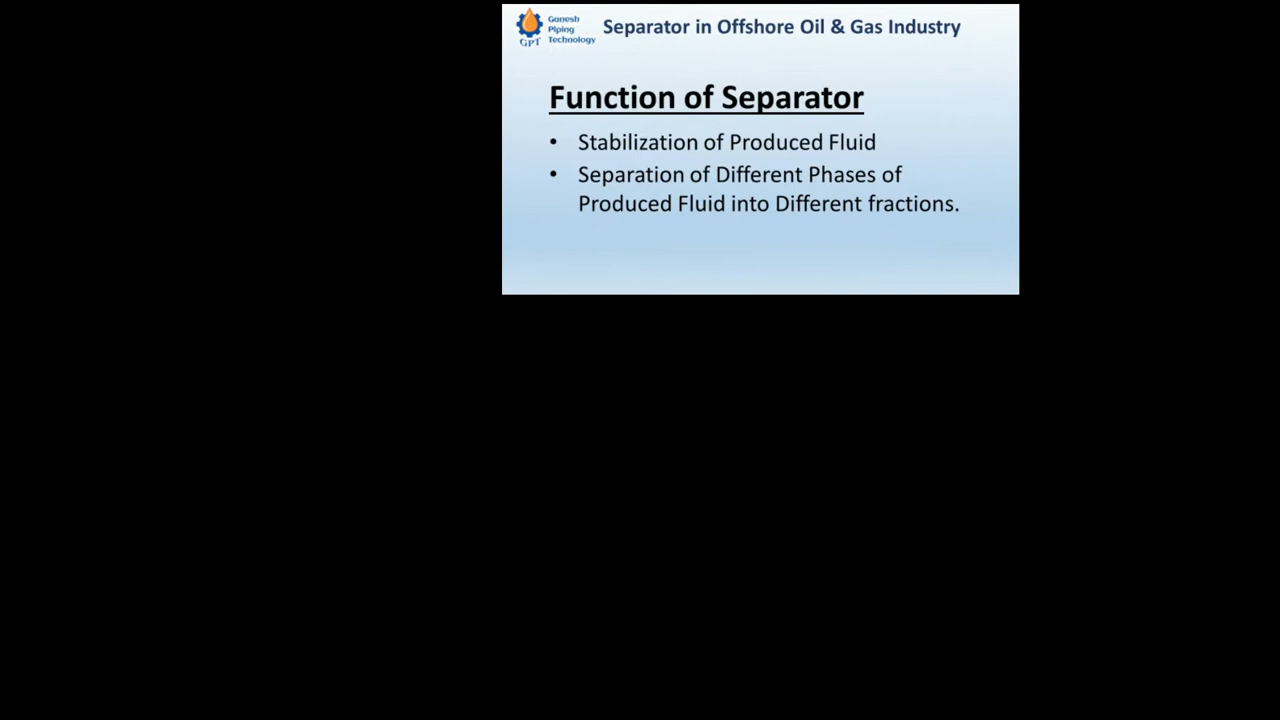 Ganesh
Piping
Technology
GPT
Separator in Offshore Oil & Gas Industry
Function of Separator
• Stabilization of Produced Fluid
• Separation of Different Phases of
Produced Fluid into Different fractions.